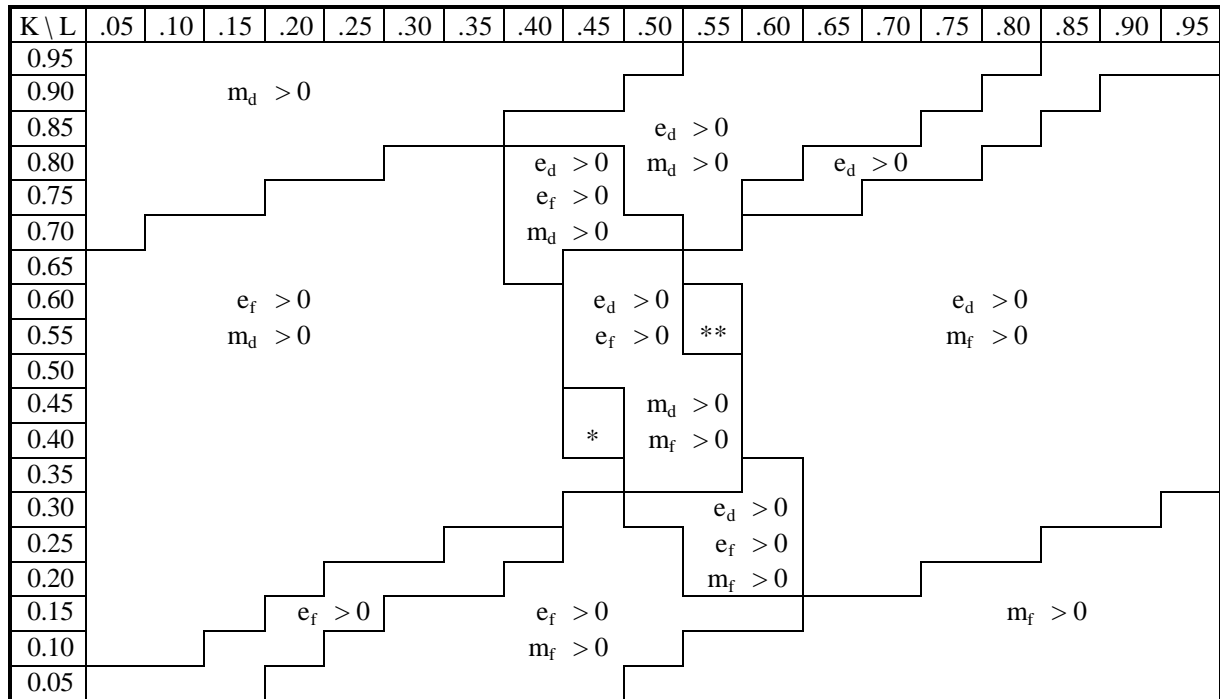 K \ L .05 .10 .15 .20 .25 .30 .35 .40 .45 .50 .55 .60 .65 .70 .75 .80 .85 .90 .95
0.95
0.90 m_d > 0
0.85 e_d > 0
0.80 e_d > 0 m_d > 0 e_d > 0
0.75 e_f > 0
0.70 m_d > 0
0.65
0.60 e_f > 0 e_d > 0 e_d > 0
0.55 m_d > 0 e_f > 0 ** m_f > 0
0.50
0.45 m_d > 0
0.40 * m_f > 0
0.35
0.30 e_d > 0
0.25 e_f > 0
0.20 m_f > 0
0.15 e_f > 0 e_f > 0 m_f > 0
0.10 m_f > 0
0.05